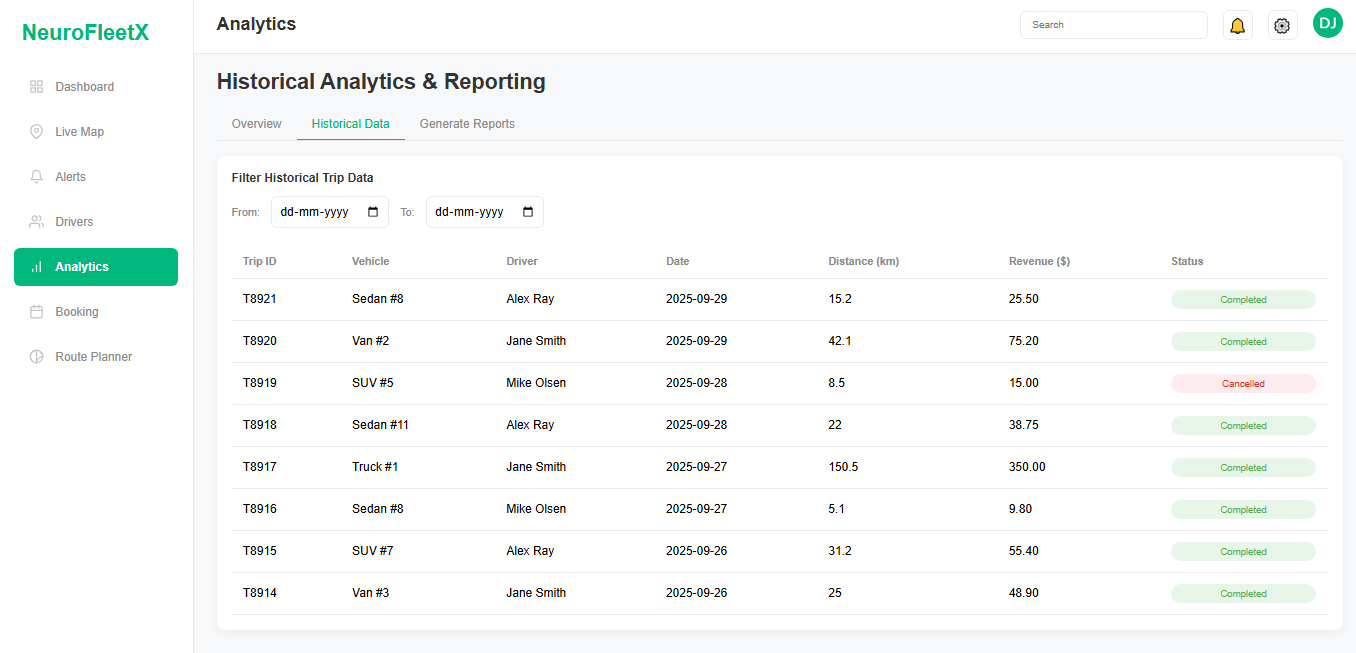 NeuroFleetX
Dashboard
Live Map
Alerts
Drivers
Analytics
Booking
Route Planner
Analytics
Search
DJ
Historical Analytics & Reporting
Overview Historical Data Generate Reports
Filter Historical Trip Data
From: dd-mm-yyyy To: dd-mm-yyyy
Trip ID Vehicle Driver Date Distance (km) Revenue ($) Status
T8921 Sedan #8 Alex Ray 2025-09-29 15.2 25.50 Completed
T8920 Van #2 Jane Smith 2025-09-29 42.1 75.20 Completed
T8919 SUV #5 Mike Olsen 2025-09-28 8.5 15.00 Cancelled
T8918 Sedan #11 Alex Ray 2025-09-28 22 38.75 Completed
T8917 Truck #1 Jane Smith 2025-09-27 150.5 350.00 Completed
T8916 Sedan #8 Mike Olsen 2025-09-27 5.1 9.80 Completed
T8915 SUV #7 Alex Ray 2025-09-26 31.2 55.40 Completed
T8914 Van #3 Jane Smith 2025-09-26 25 48.90 Completed